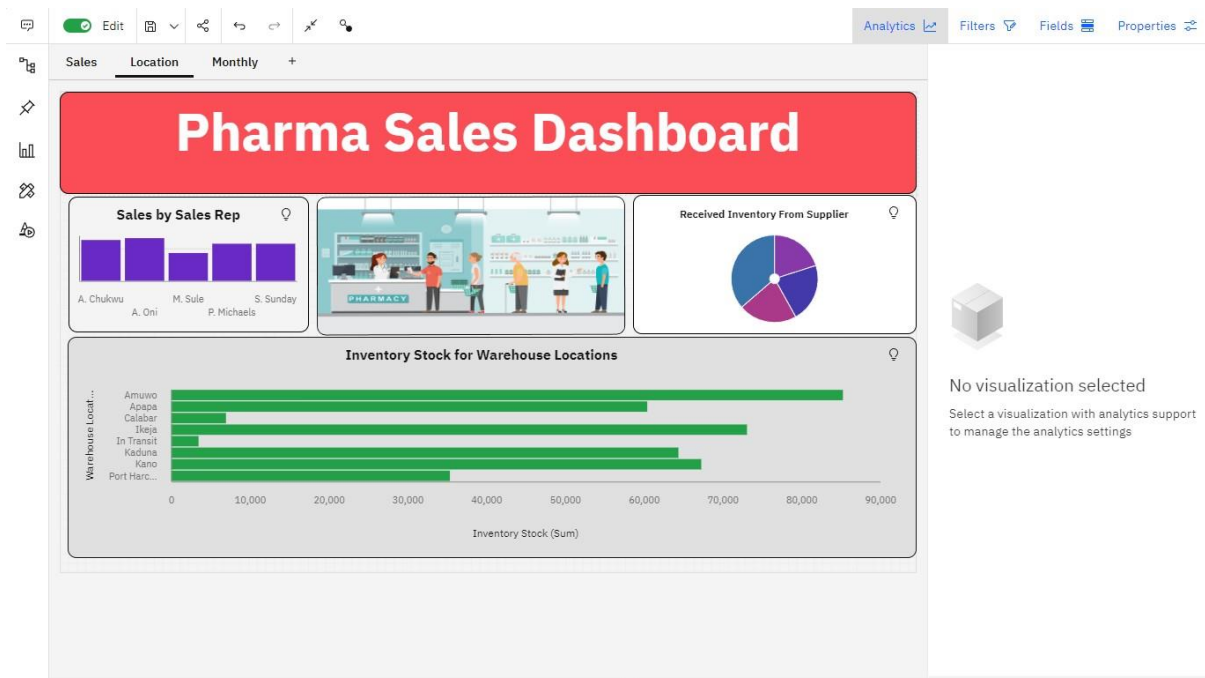 Edit
Analytics
Filters
Fields
Properties
Sales
Location
Monthly
+
Pharma Sales Dashboard
Sales by Sales Rep
A. Chukwu
M. Sule
S. Sunday
A. Oni
P. Michaels
PHARMACY
Received Inventory From Supplier
Inventory Stock for Warehouse Locations
Warehouse Locat...
Amuwo
Apapa
Calabar
Ikeja
In Transit
Kaduna
Kano
Port Harc...
0 10,000 20,000 30,000 40,000 50,000 60,000 70,000 80,000 90,000
Inventory Stock (Sum)
No visualization selected
Select a visualization with analytics support
to manage the analytics settings